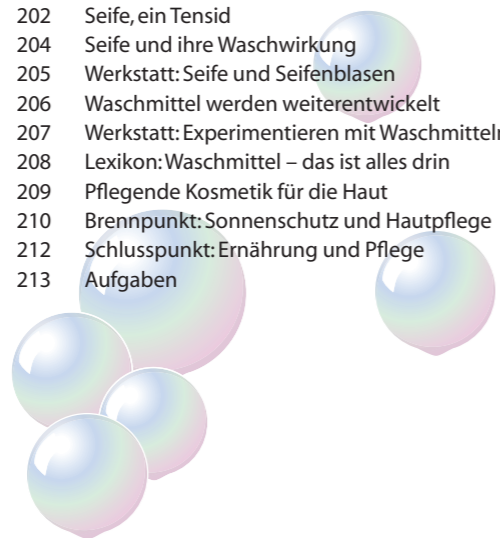 202 Seife, ein Tensid
204 Seife und ihre Waschwirkung
205 Werkstatt: Seife und Seifenblasen
206 Waschmittel werden weiterentwickelt
207 Werkstatt: Experimentieren mit Waschmitteln
208 Lexikon: Waschmittel – das ist alles drin
209 Pflegende Kosmetik für die Haut
210 Brennpunkt: Sonnenschutz und Hautpflege
212 Schlusspunkt: Ernährung und Pflege
213 Aufgaben